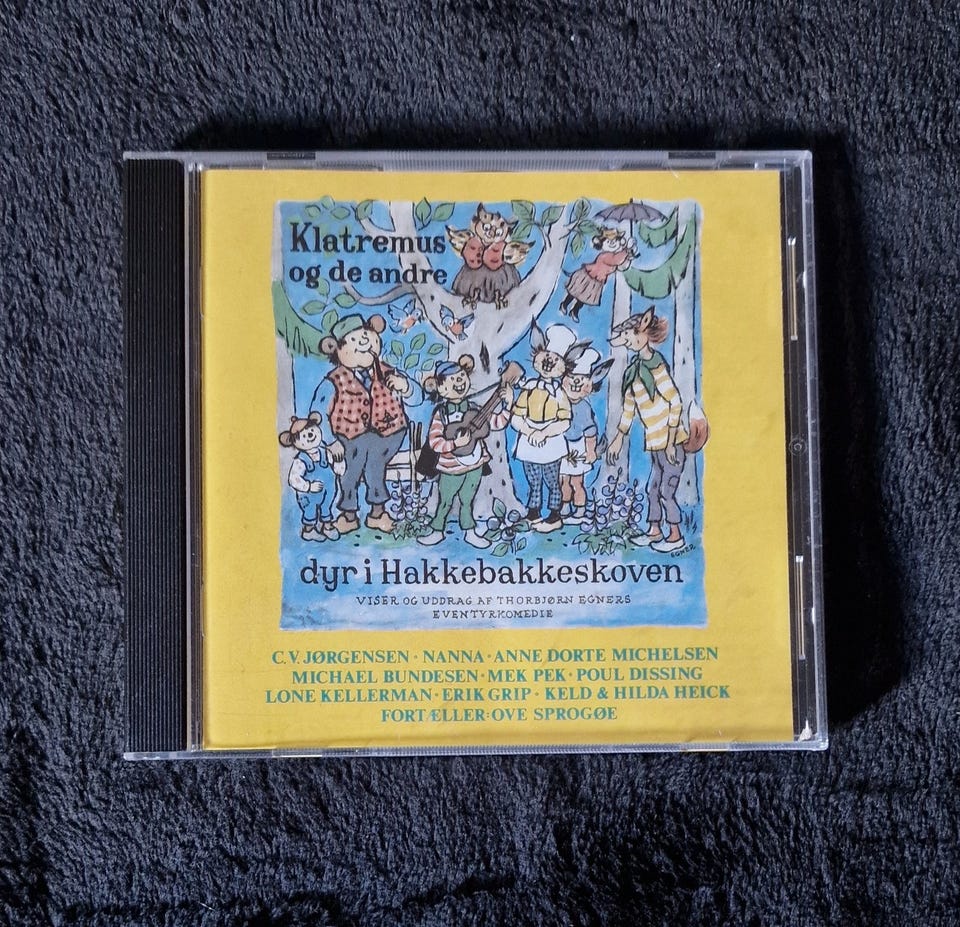 Klatremus
og de andre
EGNER
dyr i Hakkebakkeskoven
VISER OG UDDRAG AF THORBJØRN EGNERS
EVENTYRKOMEDIE
C.V. JØRGENSEN · NANNA · ANNE DORTE MICHELSEN
MICHAEL BUNDESEN · MEK PEK · POUL DISSING
LONE KELLERMAN · ERIK GRIP · KELD & HILDA HEICK
FORTÆLLER: OVE SPROGØE